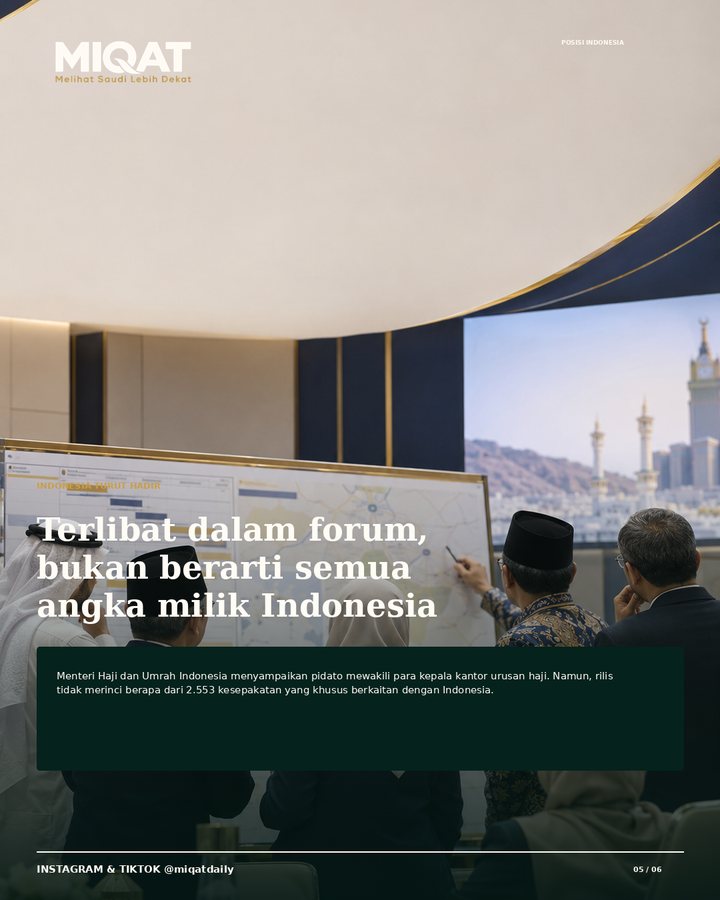 MIQAT
Melihat Saudi Lebih Dekat
POSISI INDONESIA
INDONESIA TURUT HADIR
Terlibat dalam forum,
bukan berarti semua
angka milik Indonesia
Menteri Haji dan Umrah Indonesia menyampaikan pidato mewakili para kepala kantor urusan haji. Namun, rilis
tidak merinci berapa dari 2.553 kesepakatan yang khusus berkaitan dengan Indonesia.
INSTAGRAM & TIKTOK @miqatdaily
05 / 06